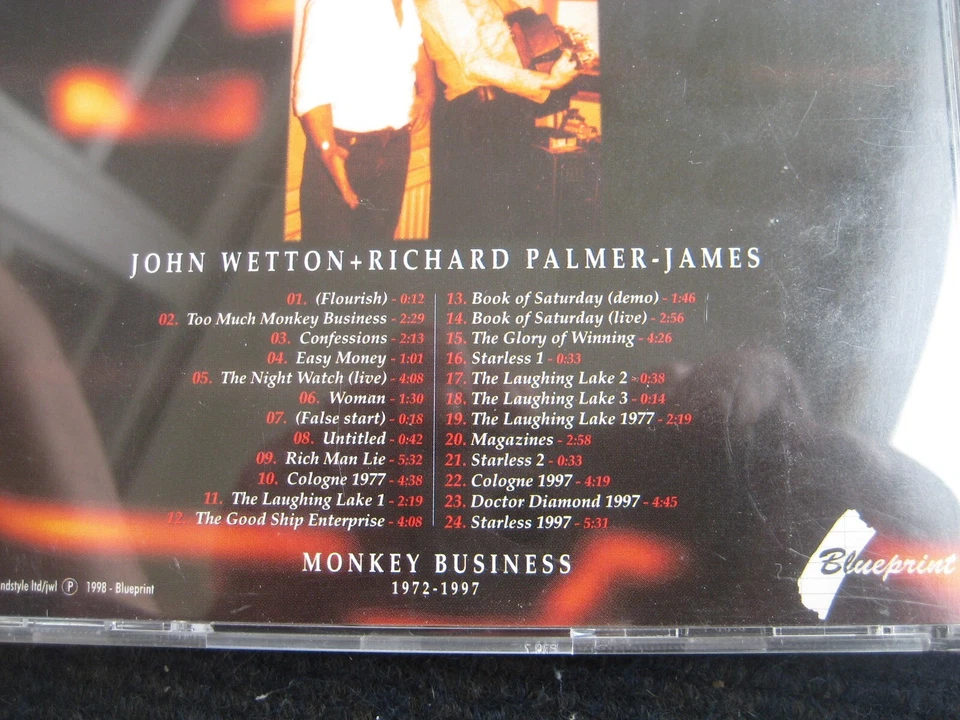 JOHN WETTON+RICHARD PALMER-JAMES
01. (Flourish) - 0:12
02. Too Much Monkey Business - 2:29
03. Confessions - 2:13
04. Easy Money - 1:01
05. The Night Watch (live) - 4:08
06. Woman - 1:30
07. (False start) - 0:18
08. Untitled - 0:42
09. Rich Man Lie - 5:32
10. Cologne 1977 - 4:38
11. The Laughing Lake 1 - 2:19
12. The Good Ship Enterprise - 4:08
13. Book of Saturday (demo) - 1:46
14. Book of Saturday (live) - 2:56
15. The Glory of Winning - 4:26
16. Starless 1 - 0:33
17. The Laughing Lake 2 - 0:38
18. The Laughing Lake 3 - 0:14
19. The Laughing Lake 1977 - 2:19
20. Magazines - 2:58
21. Starless 2 - 0:33
22. Cologne 1997 - 4:19
23. Doctor Diamond 1997 - 4:45
24. Starless 1997 - 5:31
MONKEY BUSINESS
1972-1997
ndstyle ltd/jwl Ⓟ 1998 - Blueprint
Blueprint